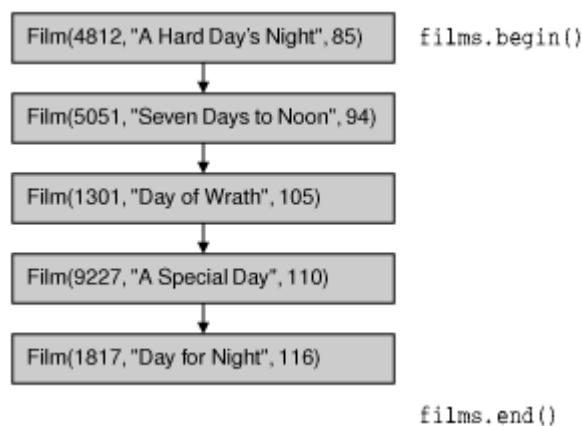 Film(4812, "A Hard Day's Night", 85) films.begin()
Film(5051, "Seven Days to Noon", 94)
Film(1301, "Day of Wrath", 105)
Film(9227, "A Special Day", 110)
Film(1817, "Day for Night", 116)
films.end()